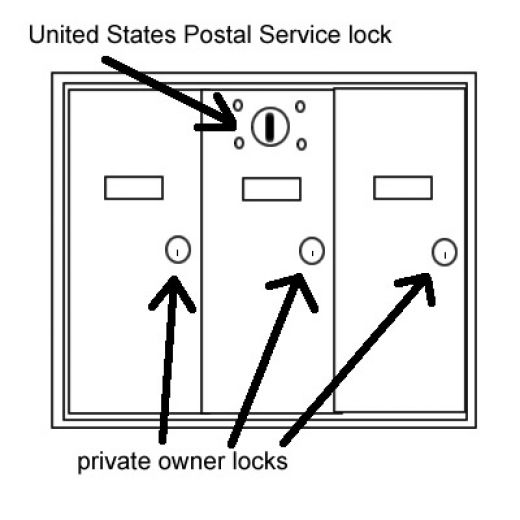 United States Postal Service lock
private owner locks